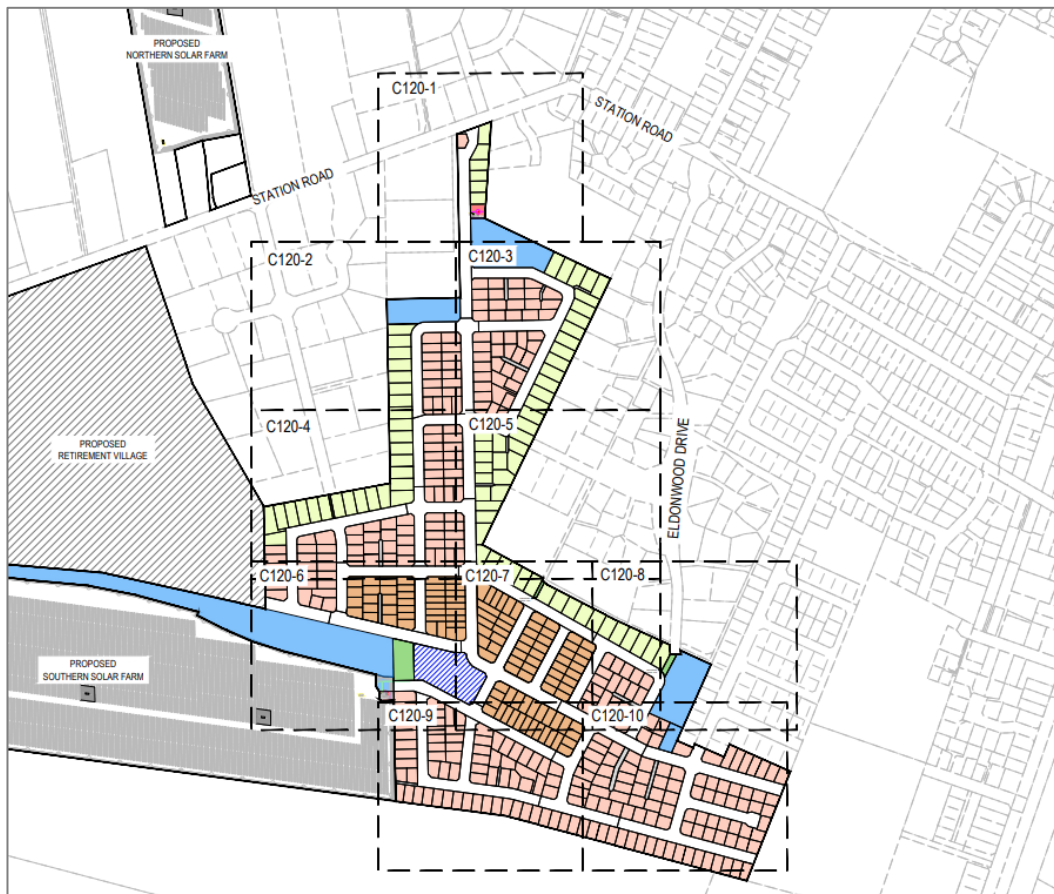 PROPOSED
NORTHERN SOLAR FARM
C120-1
STATION ROAD
STATION ROAD
C120-2
C120-3
C120-4
C120-5
PROPOSED
RETIREMENT VILLAGE
ELDONWOOD DRIVE
C120-6
C120-7
C120-8
PROPOSED
SOUTHERN SOLAR FARM
C120-9
C120-10